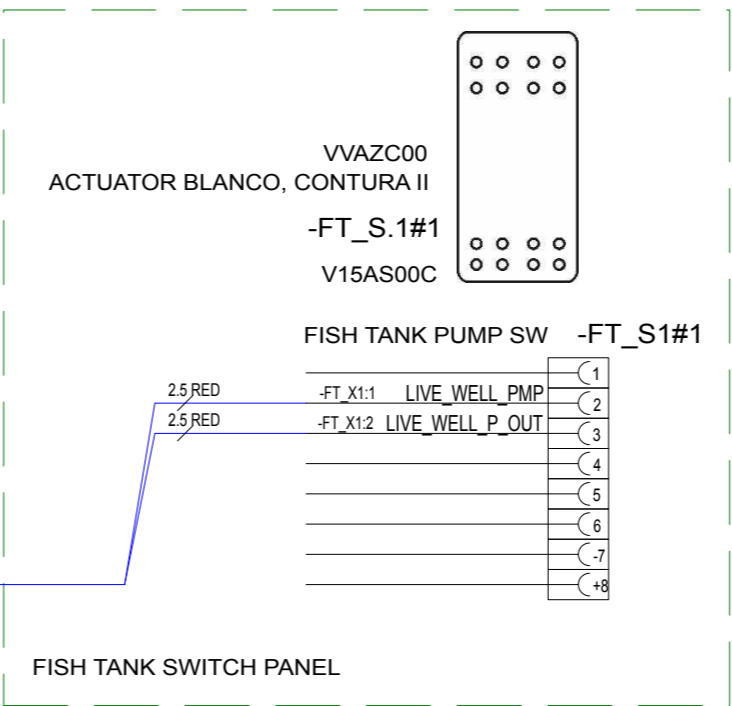 VVAZC00
ACTUATOR BLANCO, CONTURA II
-FT_S.1#1
V15AS00C
FISH TANK PUMP SW -FT_S1#1
1
2.5 RED -FT_X1:1 LIVE_WELL_PMP 2
2.5 RED -FT_X1:2 LIVE_WELL_P_OUT 3
4
5
6
-7
+8
FISH TANK SWITCH PANEL